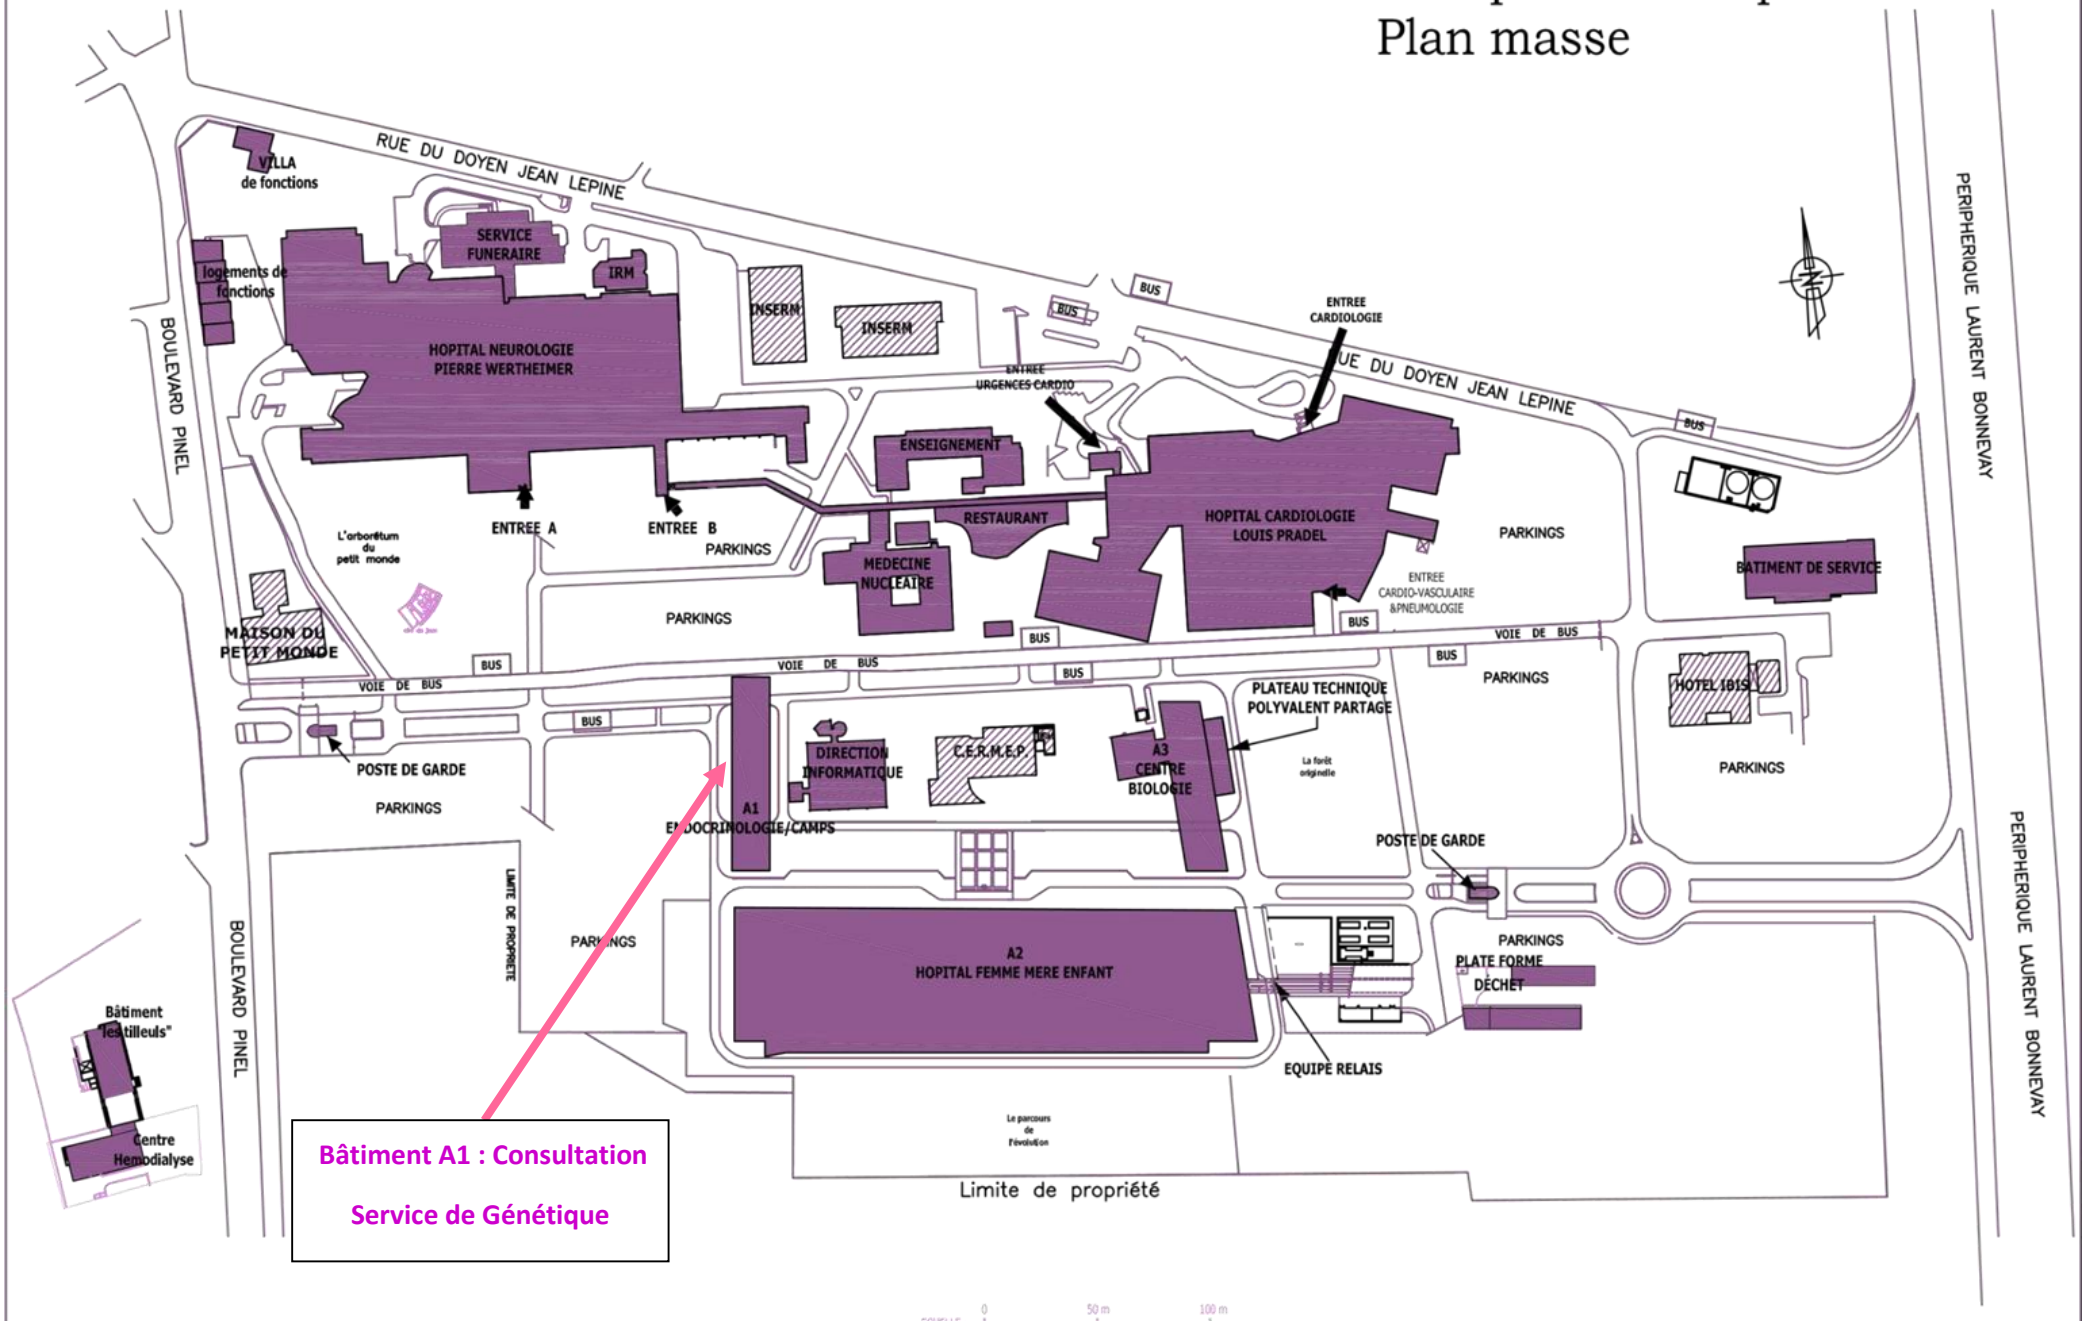 Plan masse
RUE DU DOYEN JEAN LEPINE
VILLA
de fonctions
SERVICE
FUNERAIRE
IRM
logements de
fonctions
INSERM
INSERM
BUS
BUS
ENTREE
CARDIOLOGIE
HOPITAL NEUROLOGIE
PIERRE WERTHEIMER
ENTREE
URGENCES CARDIO
UE DU DOYEN JEAN LEPINE
BUS
BOULEVARD PINEL
PERIPHERIQUE LAURENT BONNEVAY
N
ENSEIGNEMENT
ENTREE A
ENTREE B
PARKINGS
RESTAURANT
HOPITAL CARDIOLOGIE
LOUIS PRADEL
PARKINGS
L'arborétum
du
petit monde
MEDECINE
NUCLEAIRE
BATIMENT DE SERVICE
ENTREE
CARDIO-VASCULAIRE
&PNEUMOLOGIE
PARKINGS
MAISON DU
PETIT MONDE
BUS
BUS
BUS
VOIE DE BUS
VOIE DE BUS
BUS
BUS
VOIE DE BUS
PARKINGS
HOTEL IBIS
PLATEAU TECHNIQUE
POLYVALENT PARTAGE
BUS
POSTE DE GARDE
DIRECTION
INFORMATIQUE
C.E.R.M.E.P.
A3
CENTRE
BIOLOGIE
La forêt
originelle
PARKINGS
PARKINGS
A1
ENDOCRINOLOGIE/CAMPS
POSTE DE GARDE
LIMITE DE PROPRIETE
PARKINGS
A2
HOPITAL FEMME MERE ENFANT
PARKINGS
PLATE FORME
DÉCHET
BOULEVARD PINEL
PERIPHERIQUE LAURENT BONNEVAY
Bâtiment
"les tilleuls"
EQUIPE RELAIS
Centre
Hemodialyse
Le parcours
de
l'évolution
Bâtiment A1 : Consultation
Service de Génétique
Limite de propriété
0 50 m 100 m